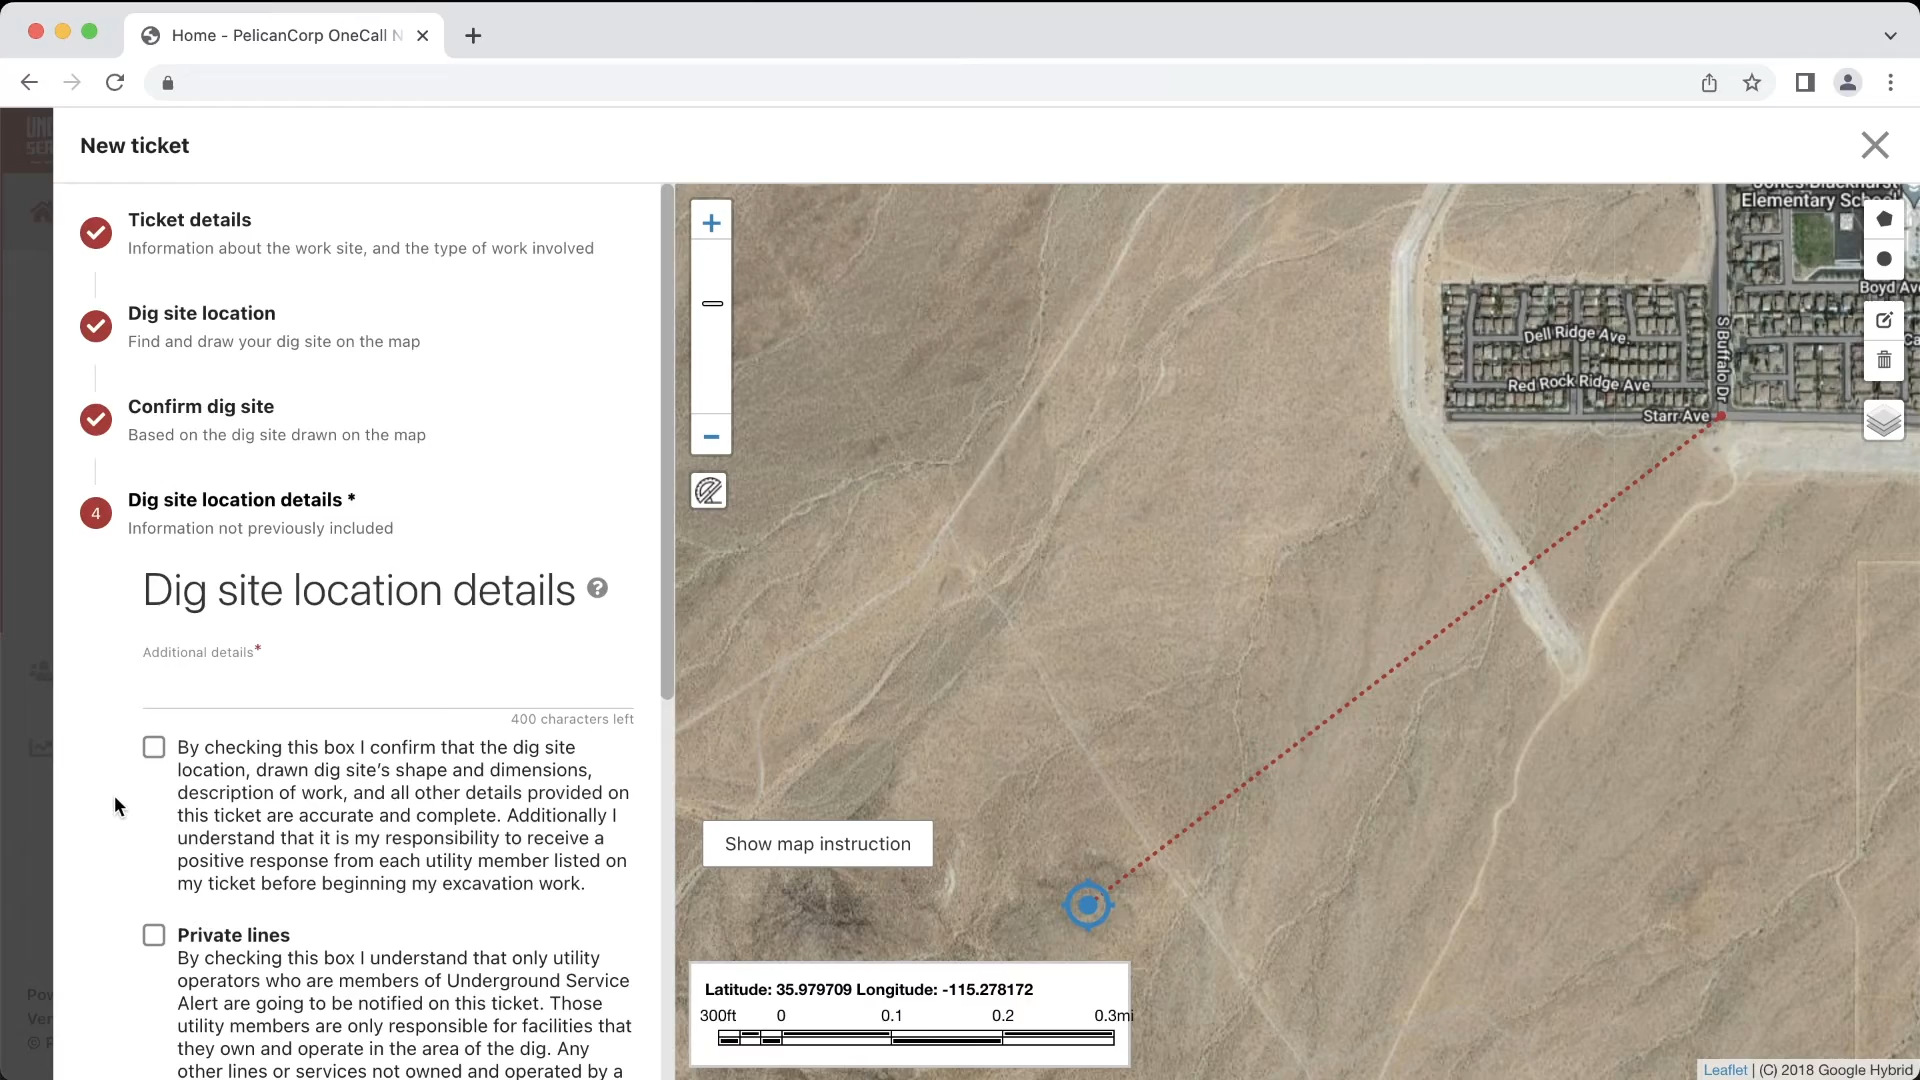 Home - PelicanCorp OneCall N
New ticket
Ticket details
Information about the work site, and the type of work involved
Dig site location
Find and draw your dig site on the map
Confirm dig site
Based on the dig site drawn on the map
4
Dig site location details *
Information not previously included
Dig site location details ?
Additional details*
400 characters left
By checking this box I confirm that the dig site
location, drawn dig site’s shape and dimensions,
description of work, and all other details provided on
this ticket are accurate and complete. Additionally I
understand that it is my responsibility to receive a
positive response from each utility member listed on
my ticket before beginning my excavation work.
Private lines
By checking this box I understand that only utility
operators who are members of Underground Service
Alert are going to be notified on this ticket. Those
utility members are only responsible for facilities that
they own and operate in the area of the dig. Any
other lines or services not owned and operated by a
+
−
Elementary
Boyd Av
Dell Ridge Ave
S Buffalo Dr
Red Rock Ridge Ave
Starr Ave
Show map instruction
Latitude: 35.979709 Longitude: -115.278172
300ft 0 0.1 0.2 0.3mi
Leaflet | (C) 2018 Google Hybrid